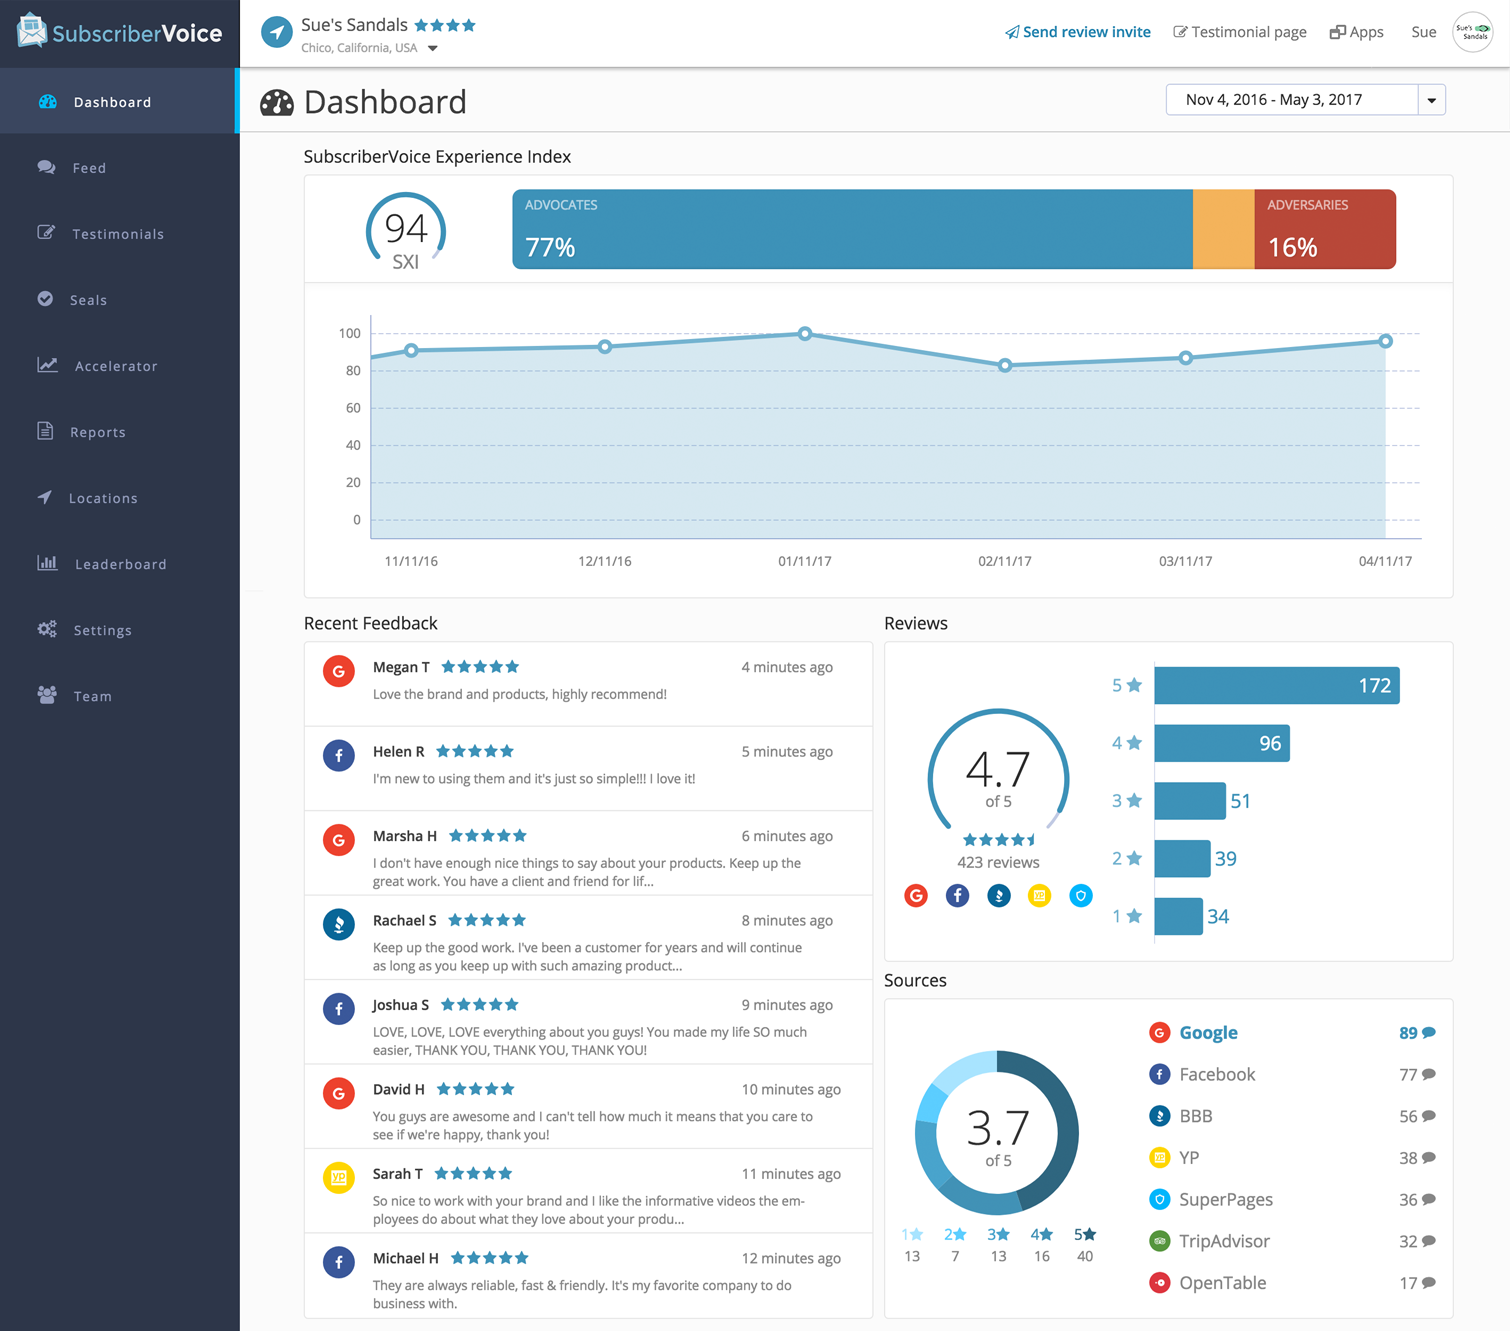 SubscriberVoice
Sue's Sandals
Chico, California, USA
Send review invite
Testimonial page
Apps
Sue
Sue's
Sandals
Dashboard
Feed
Testimonials
Seals
Accelerator
Reports
Locations
Leaderboard
Settings
Team
Dashboard
Nov 4, 2016 - May 3, 2017
SubscriberVoice Experience Index
94
SXI
ADVOCATES
77%
ADVERSARIES
16%
100
80
60
40
20
0
11/11/16
12/11/16
01/11/17
02/11/17
03/11/17
04/11/17
Recent Feedback
G
Megan T
4 minutes ago
Love the brand and products, highly recommend!
f
Helen R
5 minutes ago
I'm new to using them and it's just so simple!!! I love it!
G
Marsha H
6 minutes ago
I don't have enough nice things to say about your products. Keep up the
great work. You have a client and friend for lif...
Rachael S
8 minutes ago
Keep up the good work. I've been a customer for years and will continue
as long as you keep up with such amazing product...
f
Joshua S
9 minutes ago
LOVE, LOVE, LOVE everything about you guys! You made my life SO much
easier, THANK YOU, THANK YOU, THANK YOU!
G
David H
10 minutes ago
You guys are awesome and I can't tell how much it means that you care to
see if we're happy, thank you!
YP
Sarah T
11 minutes ago
So nice to work with your brand and I like the informative videos the em-
ployees do about what they love about your produ...
f
Michael H
12 minutes ago
They are always reliable, fast & friendly. It's my favorite company to do
business with.
Reviews
4.7
of 5
423 reviews
G
f
YP
5
172
4
96
3
51
2
39
1
34
Sources
3.7
of 5
1
2
3
4
5
13
7
13
16
40
G
Google
89
f
Facebook
77
BBB
56
YP
YP
38
SuperPages
36
TripAdvisor
32
OpenTable
17